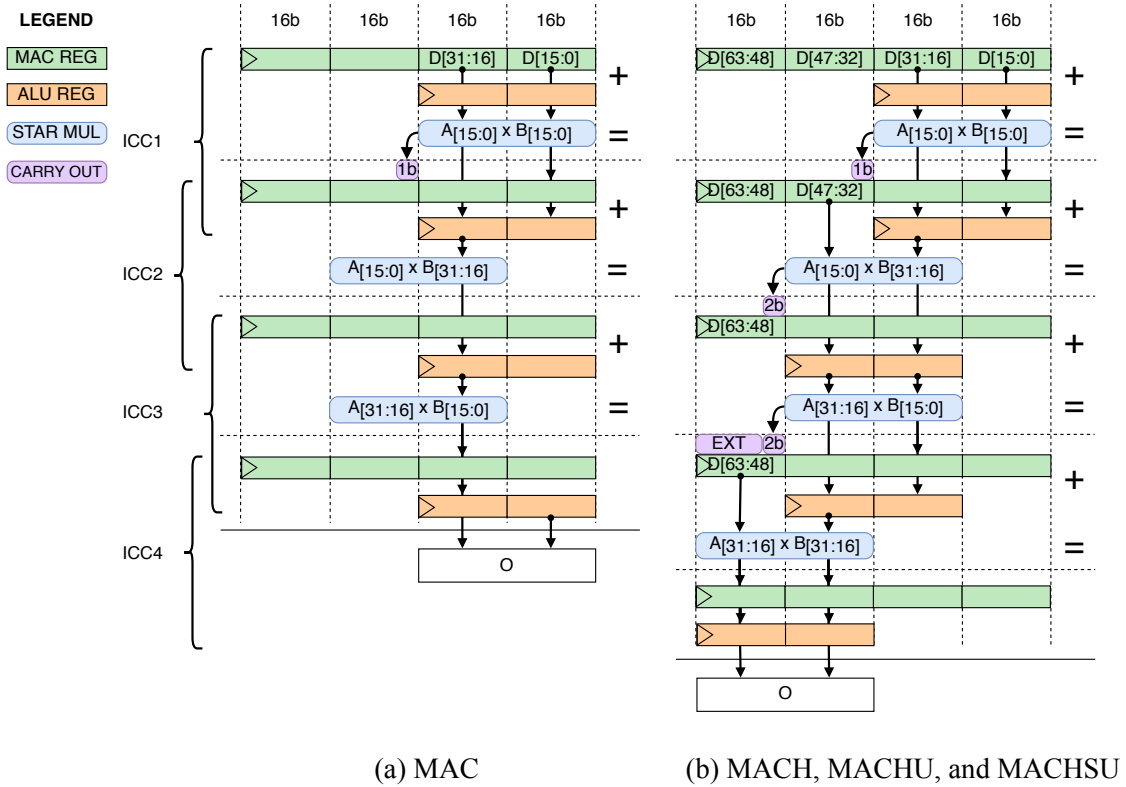 LEGEND
MAC REG
ALU REG
STAR MUL
CARRY OUT
ICC1
ICC2
ICC3
ICC4
16b 16b 16b 16b
D[31:16] D[15:0]
+
A[15:0] x B[15:0]
=
1b
+
A[15:0] x B[31:16]
=
+
A[31:16] x B[15:0]
=
O
(a) MAC
16b 16b 16b 16b
D[63:48] D[47:32] D[31:16] D[15:0]
+
A[15:0] x B[15:0]
=
1b
D[63:48] D[47:32]
+
A[15:0] x B[31:16]
=
2b
D[63:48]
+
A[31:16] x B[15:0]
=
EXT 2b
D[63:48]
+
A[31:16] x B[31:16]
=
O
(b) MACH, MACHU, and MACHSU